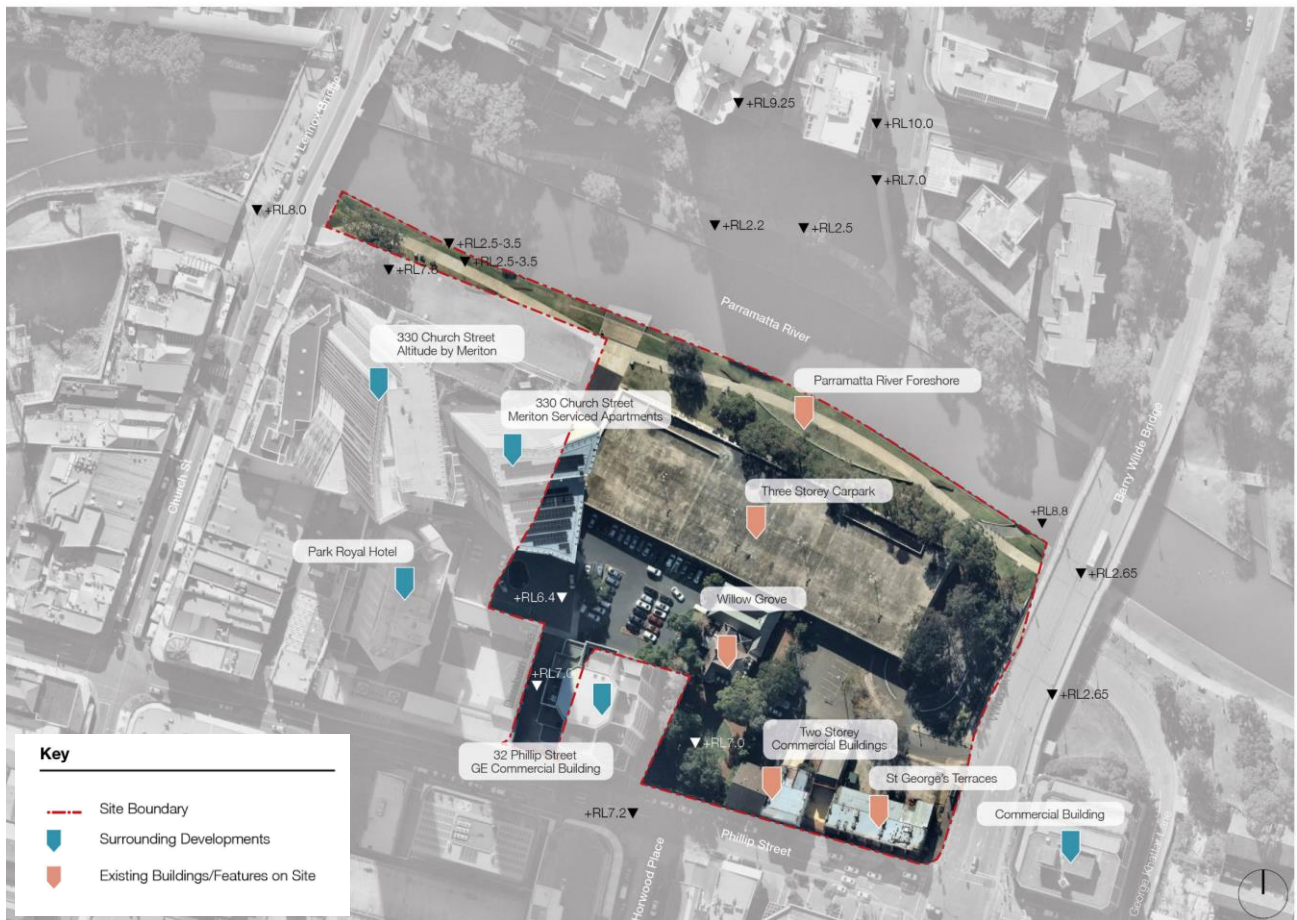 Lennox Bridge
+RL9.25
+RL10.0
+RL7.0
+RL8.0
+RL2.2
+RL2.5
+RL2.5-3.5
+RL2.5-3.5
Parramatta River
330 Church Street
Altitude by Meriton
Parramatta River Foreshore
330 Church Street
Meriton Serviced Apartments
Barry Wilde Bridge
Church St
Three Storey Carpark
+RL8.8
Park Royal Hotel
+RL2.65
+RL6.4
Willow Grove
+RL7.0
+RL2.65
+RL7.0
Two Storey
Commercial Buildings
32 Phillip Street
GE Commercial Building
St George's Terraces
+RL7.2
Commercial Building
Phillip Street
Horwood Place
Key
Site Boundary
Surrounding Developments
Existing Buildings/Features on Site